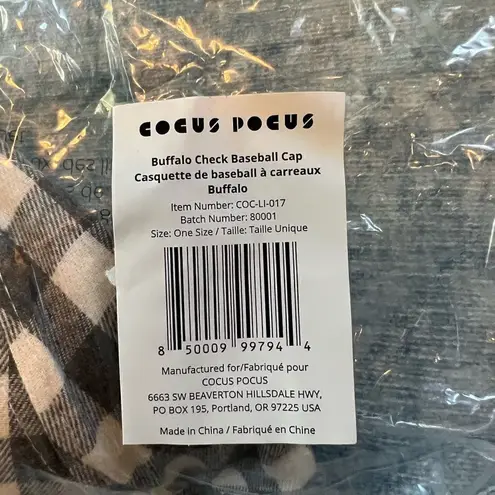 COCUS POCUS
Buffalo Check Baseball Cap
Casquette de baseball à carreaux
Buffalo
Item Number: COC-LI-017
Batch Number: 80001
Size: One Size / Taille: Taille Unique
8 50009 99794 4
Manufactured for/Fabriqué pour
COCUS POCUS
6663 SW BEAVERTON HILLSDALE HWY,
PO BOX 195, Portland, OR 97225 USA
Made in China / Fabriqué en Chine